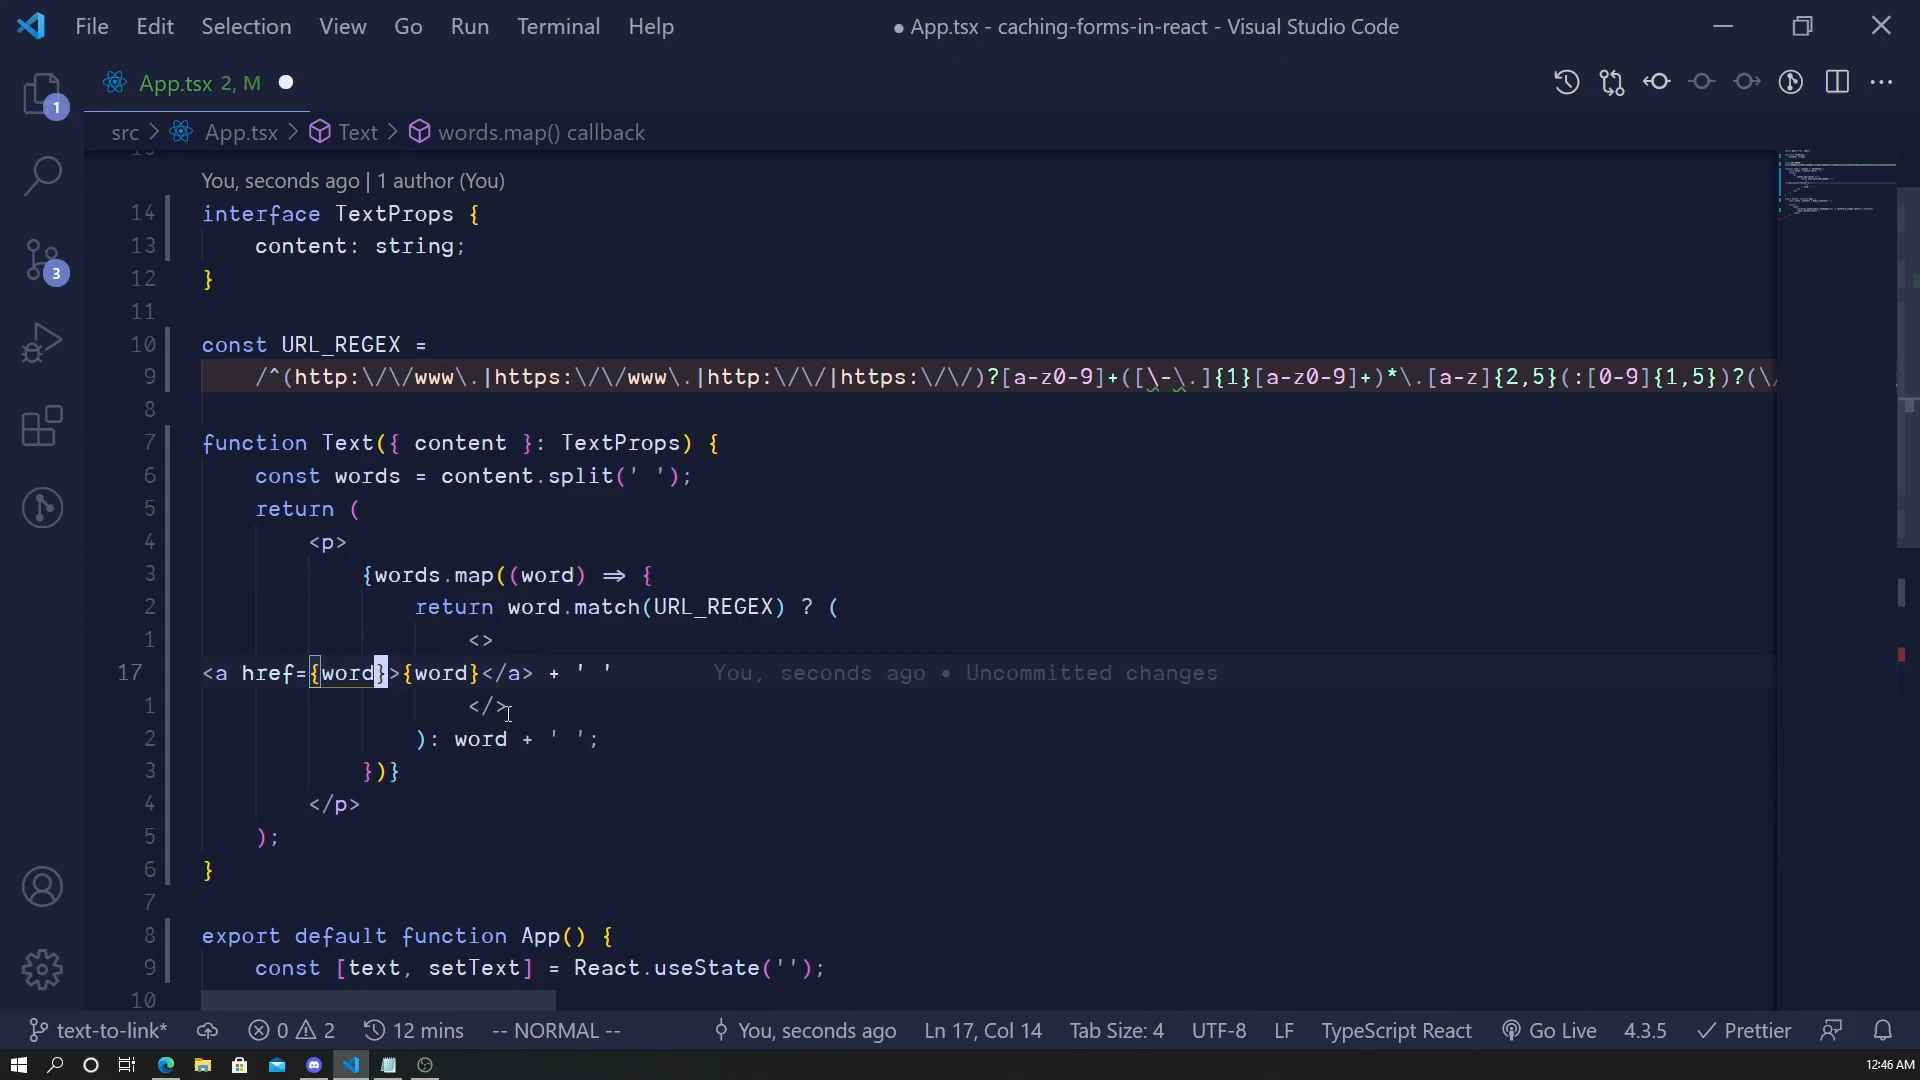 File Edit Selection View Go Run Terminal Help
● App.tsx - caching-forms-in-react - Visual Studio Code
App.tsx 2, M
src > App.tsx > Text > words.map() callback
You, seconds ago | 1 author (You)
14 interface TextProps {
13 content: string;
12 }
11
10 const URL_REGEX =
9 /^(http:\/\/www\.|https:\/\/www\.|http:\/\/|https:\/\/)?[a-z0-9]+([\-\.]{1}[a-z0-9]+)*\.[a-z]{2,5}(:[0-9]{1,5})?(\/
8
7 function Text({ content }: TextProps) {
6 const words = content.split(' ');
5 return (
4 <p>
3 {words.map((word) => {
2 return word.match(URL_REGEX) ? (
1 <>
17 <a href={word}>{word}</a> + ' ' You, seconds ago • Uncommitted changes
1 </>
2 ): word + ' ';
3 })}
4 </p>
5 );
6 }
7
8 export default function App() {
9 const [text, setText] = React.useState('');
10
1
3
text-to-link* 0 2 12 mins -- NORMAL -- You, seconds ago Ln 17, Col 14 Tab Size: 4 UTF-8 LF TypeScript React Go Live 4.3.5 Prettier
12:46 AM